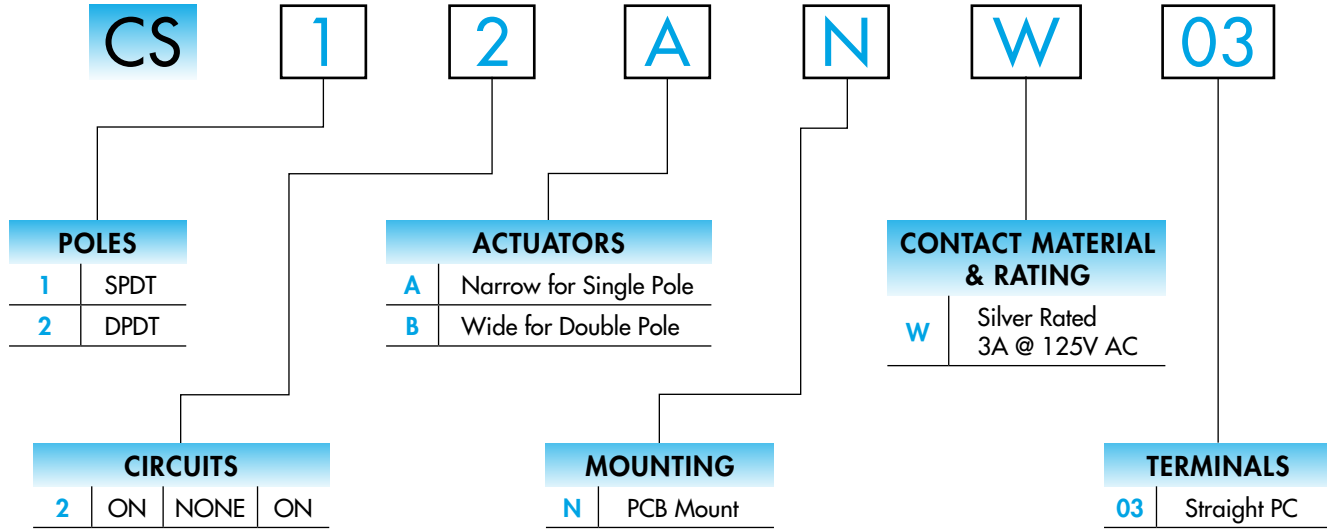 CS 1 2 A N W 03
POLES
1 SPDT
2 DPDT
ACTUATORS
A Narrow for Single Pole
B Wide for Double Pole
CONTACT MATERIAL
& RATING
W Silver Rated
3A @ 125V AC
CIRCUITS
2 ON NONE ON
MOUNTING
N PCB Mount
TERMINALS
03 Straight PC